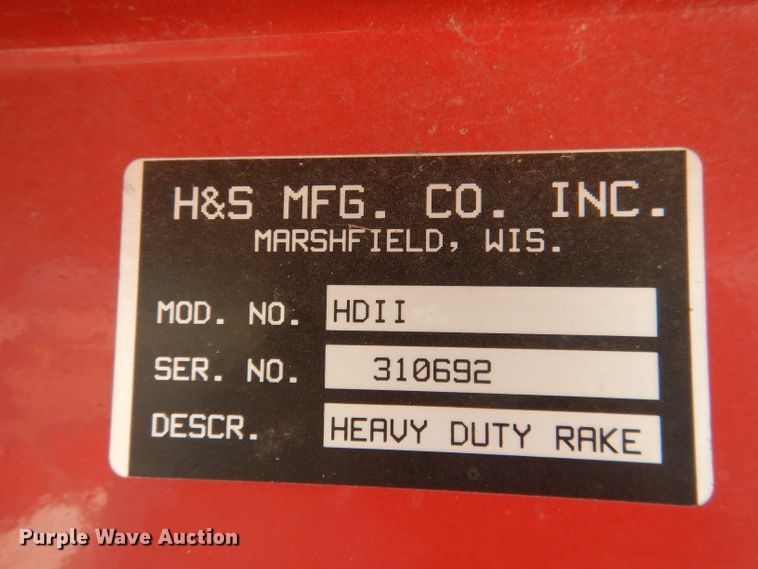 H&S MFG. CO. INC.
MARSHFIELD, WIS.
MOD. NO. HDII
SER. NO. 310692
DESCR. HEAVY DUTY RAKE
Purple Wave Auction